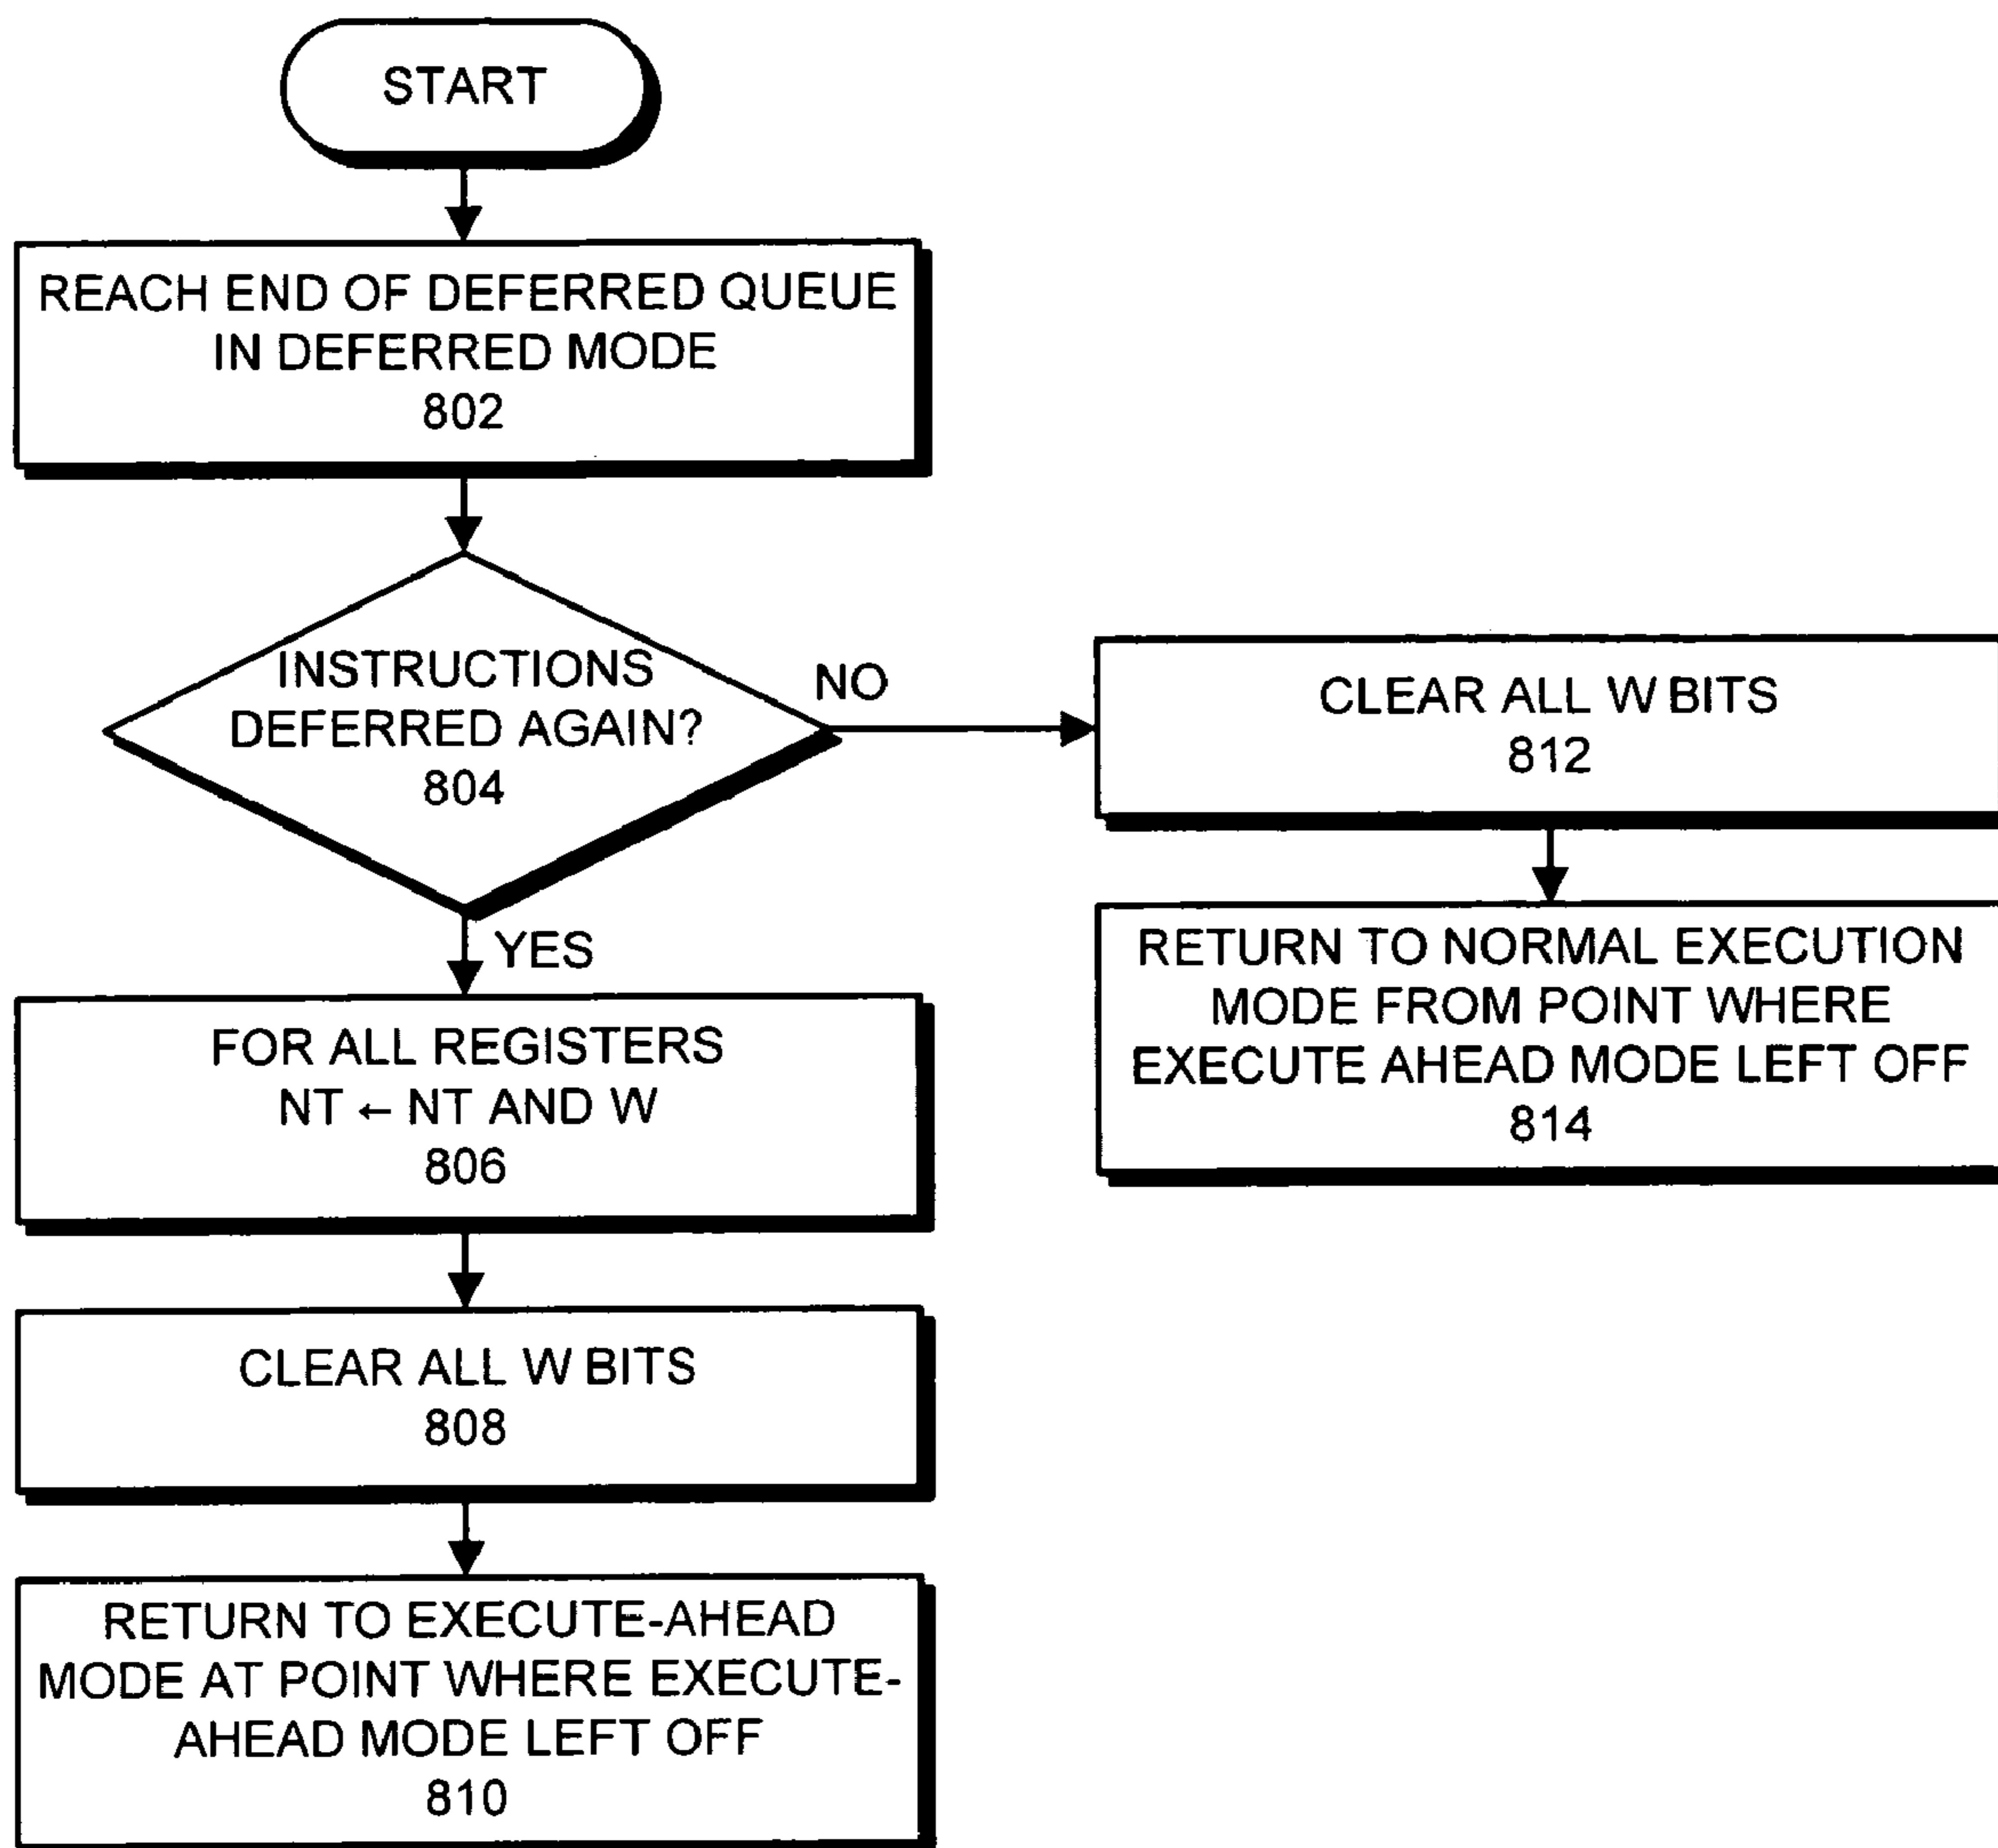 START
REACH END OF DEFERRED QUEUE
IN DEFERRED MODE
802
INSTRUCTIONS
DEFERRED AGAIN?
804
NO
YES
FOR ALL REGISTERS
NT ← NT AND W
806
CLEAR ALL W BITS
808
RETURN TO EXECUTE-AHEAD
MODE AT POINT WHERE EXECUTE-
AHEAD MODE LEFT OFF
810
CLEAR ALL W BITS
812
RETURN TO NORMAL EXECUTION
MODE FROM POINT WHERE
EXECUTE AHEAD MODE LEFT OFF
814